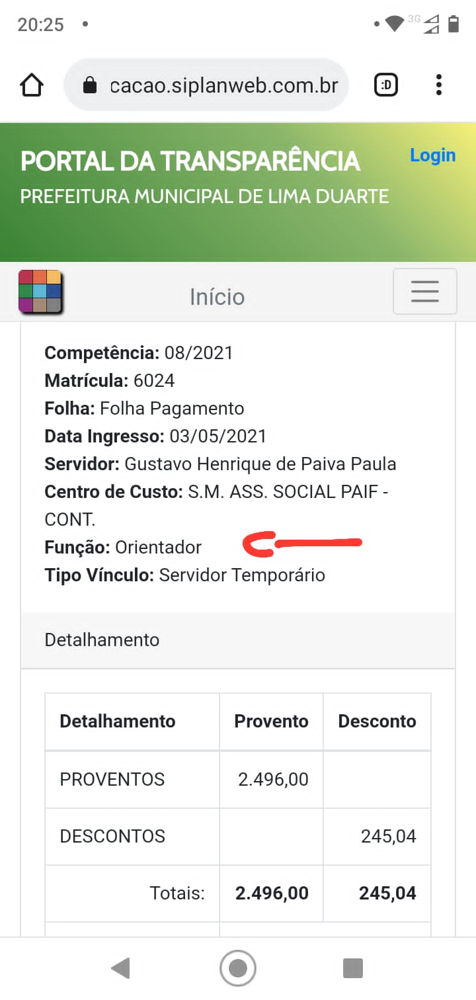 20:25
3G
cacao.siplanweb.com.br
:D
PORTAL DA TRANSPARÊNCIA
Login
PREFEITURA MUNICIPAL DE LIMA DUARTE
Início
Competência: 08/2021
Matrícula: 6024
Folha: Folha Pagamento
Data Ingresso: 03/05/2021
Servidor: Gustavo Henrique de Paiva Paula
Centro de Custo: S.M. ASS. SOCIAL PAIF -
CONT.
Função: Orientador
Tipo Vínculo: Servidor Temporário
Detalhamento
Detalhamento Provento Desconto
PROVENTOS 2.496,00
DESCONTOS 245,04
Totais: 2.496,00 245,04